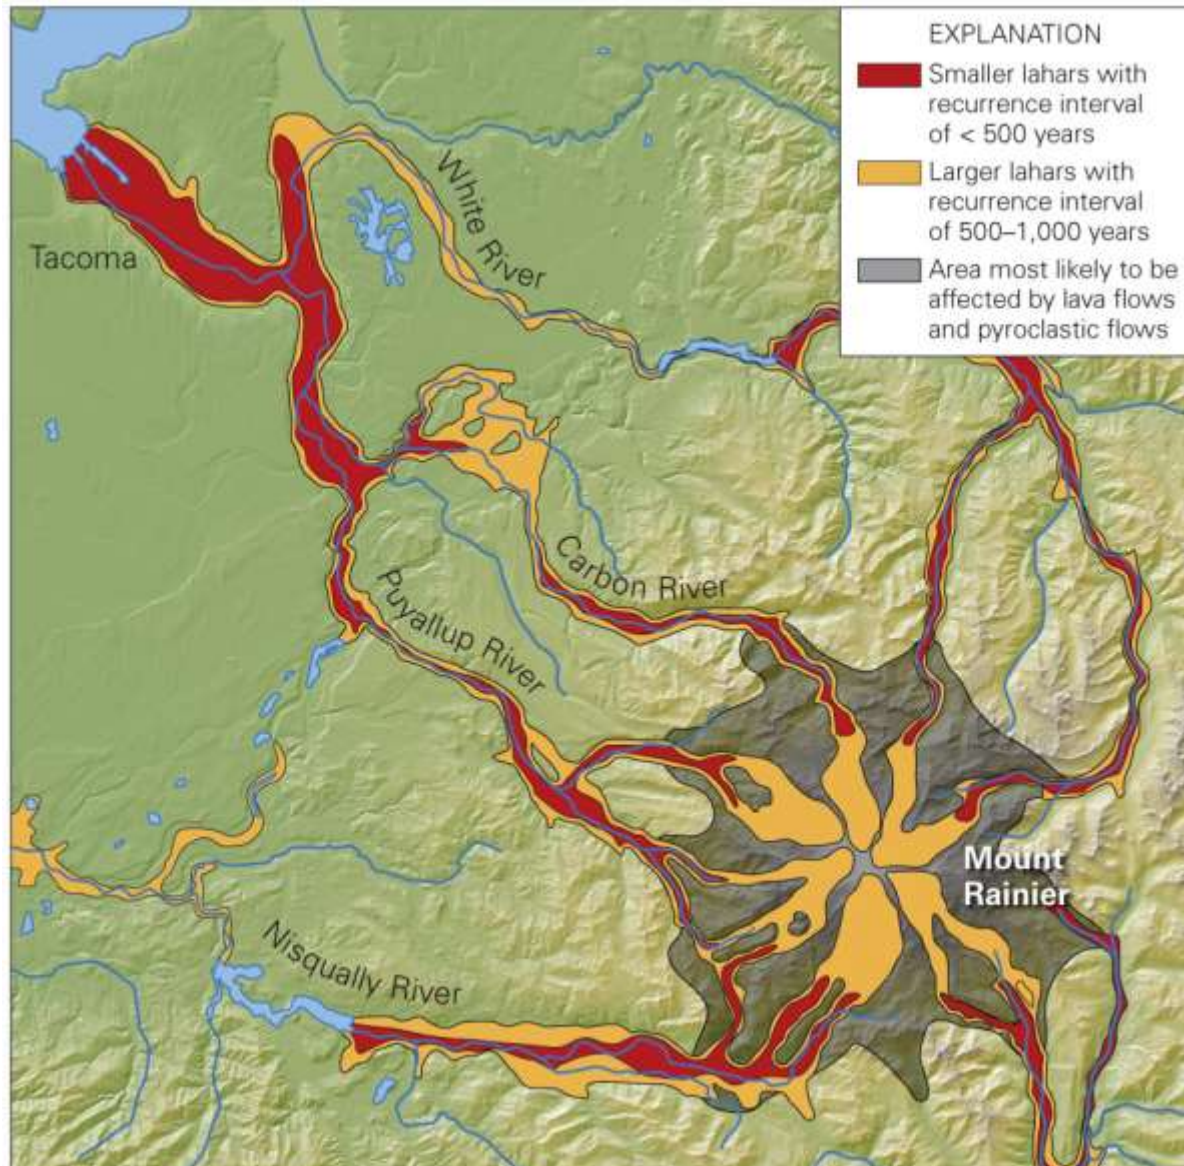 EXPLANATION
Smaller lahars with
recurrence interval
of < 500 years
Larger lahars with
recurrence interval
of 500–1,000 years
Area most likely to be
affected by lava flows
and pyroclastic flows
White River
Tacoma
Carbon River
Puyallup River
Mount
Rainier
Nisqually River